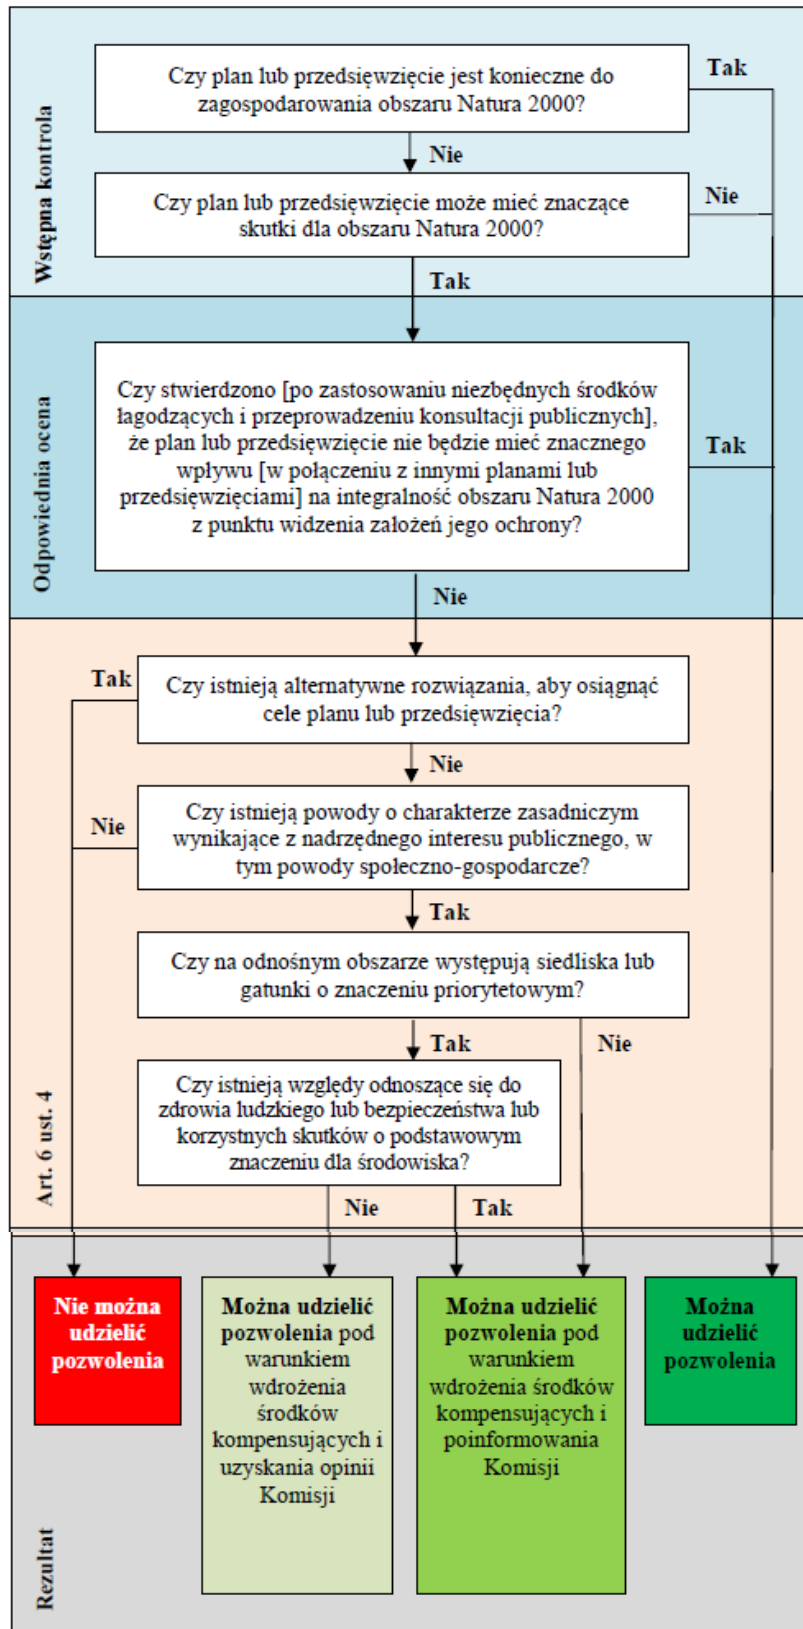 Wstępna kontrola
Czy plan lub przedsięwzięcie jest konieczne do
zagospodarowania obszaru Natura 2000?
Tak
Nie
Czy plan lub przedsięwzięcie może mieć znaczące
skutki dla obszaru Natura 2000?
Nie
Tak
Odpowiednia ocena
Czy stwierdzono [po zastosowaniu niezbędnych środków
łagodzących i przeprowadzeniu konsultacji publicznych],
że plan lub przedsięwzięcie nie będzie mieć znacznego
wpływu [w połączeniu z innymi planami lub
przedsięwzięciami] na integralność obszaru Natura 2000
z punktu widzenia założeń jego ochrony?
Tak
Nie
Art. 6 ust. 4
Tak
Czy istnieją alternatywne rozwiązania, aby osiągnąć
cele planu lub przedsięwzięcia?
Nie
Nie
Czy istnieją powody o charakterze zasadniczym
wynikające z nadrzędnego interesu publicznego, w
tym powody społeczno-gospodarcze?
Tak
Czy na odnośnym obszarze występują siedliska lub
gatunki o znaczeniu priorytetowym?
Tak
Nie
Czy istnieją względy odnoszące się do
zdrowia ludzkiego lub bezpieczeństwa lub
korzystnych skutków o podstawowym
znaczeniu dla środowiska?
Nie
Tak
Rezultat
Nie można
udzielić
pozwolenia
Można udzielić
pozwolenia pod
warunkiem
wdrożenia
środków
kompensujących i
uzyskania opinii
Komisji
Można udzielić
pozwolenia pod
warunkiem
wdrożenia środków
kompensujących i
poinformowania
Komisji
Można
udzielić
pozwolenia